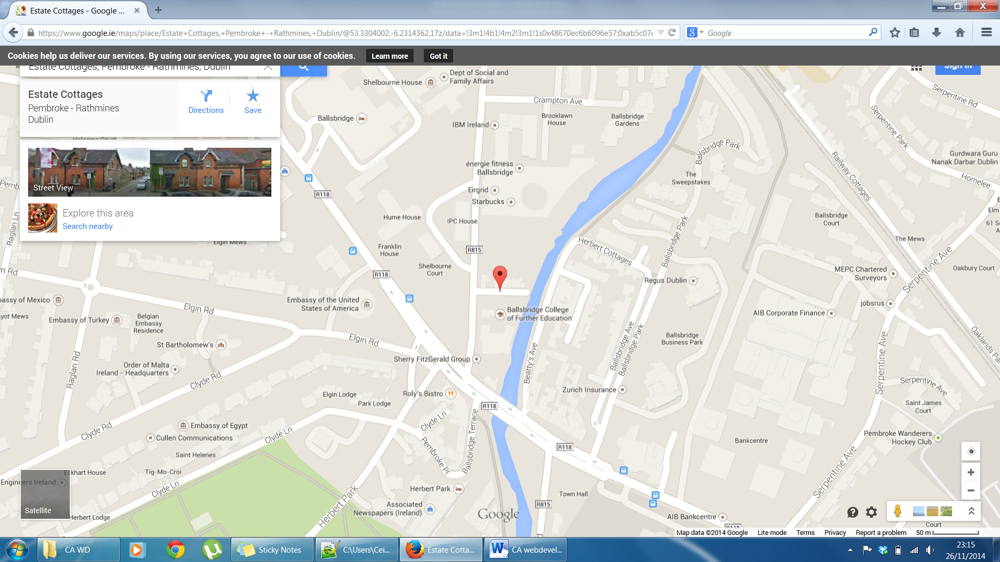 Estate Cottages - Google ...
https://www.google.ie/maps/place/Estate+Cottages,+Pembroke+-+Rathmines,+Dublin/@53.3304002,-6.2314362,17z/data=!3m1!4b1!4m2!3m1!1s0x48670ec6b6096e57:0xab5c07c
Google
Cookies help us deliver our services. By using our services, you agree to our use of cookies.
Learn more
Got it
Estate Cottages, Pembroke - Rathmines, Dublin
Sign in
Estate Cottages
Pembroke - Rathmines
Dublin
Directions
Save
Street View
Explore this area
Search nearby
Shelbourne House
Dept of Social and
Family Affairs
Crampton Ave.
Brooklawn
House
Ballsbridge
Gardens
Ballsbridge
IBM Ireland
Ballsbridge Park
Serpentine Rd
Serpentine Park
Railway Cottages
Gurdwara Guru
Nanak Darbar Dublin
Homelee
énergie fitness
Ballsbridge
The
Sweepstakes
Eirgrid
Starbucks
R118
Hume House
IPC House
Ballsbridge
Court
Elm
Raglan Ln
Elgin Mews
Franklin
House
R815
Herbert Cottages
Ballsbridge Park
The Mews
Shelbourne
Court
R118
MEPC Chartered
Surveyors
Serpentine Ave
Oakbury Court
Regus Dublin
in Rd
bassy of Mexico
Elgin Rd
Embassy of the United
States of America
Ballsbridge College
of Further Education
AIB Corporate Finance
jobsrus
yot Mews
Embassy of Turkey
Belgian
Embassy
Residence
St Bartholomew's
Elgin Rd
Ballsbridge
Business Park
Oaklands Pa
Sherry FitzGerald Group
Beatty's Ave
Ballsbridge Ave
Ballsbridge Park
Serpentine Ave
Raglan Rd
Order of Malta
Ireland - Headquarters
Clyde Rd
Elgin Lodge
Park Lodge
Roly's Bistro
R118
Zurich Insurance
Serpentine Ave
Saint James
Court
Clyde Rd
Embassy of Egypt
Cullen Communications
Clyde Ln
Clyde Ln
Pembroke Pl
Ballsbridge Terrace
R118
Bankcentre
Pembroke Wanderers
Hockey Club
Saint Helenes
Eckhart House
Tig-Mo-Croi
Engineers Ireland
Clyde Ln
Herbert Park
Herbert Park
Town Hall
Serpentine Ave
Associated
Newspapers (Ireland)
Google
R815
AIB Bankcentre
R118
Satellite
Herbert Lodge
Court
Map data ©2014 Google
Lite mode
Terms
Privacy
Report a problem
50 m
CA WD
Sticky Notes
C:\Users\Cei...
Estate Cotta...
CA webdevel...
23:15
26/11/2014